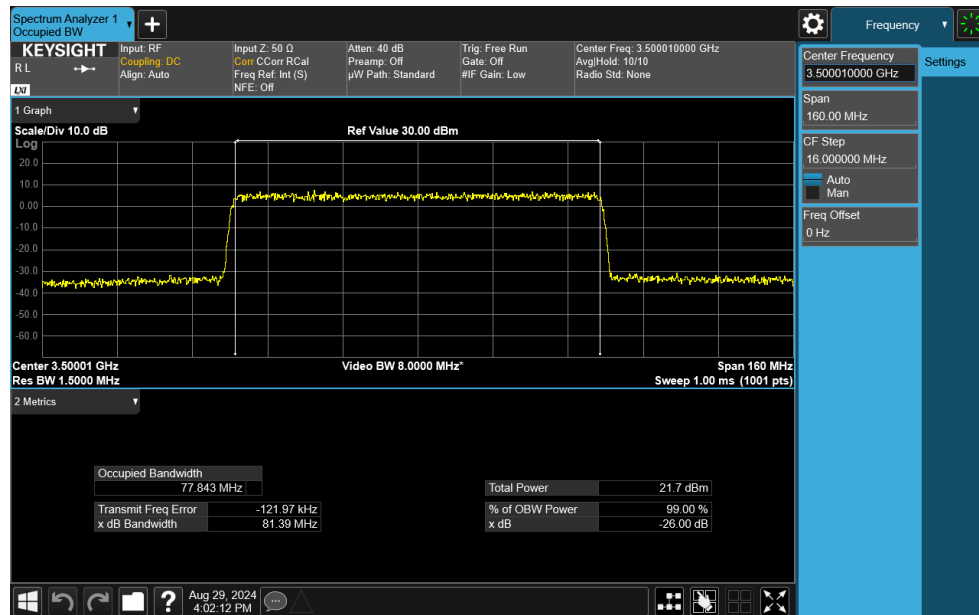 Spectrum Analyzer 1
Occupied BW
+
Frequency
KEYSIGHT
R L
LXI
Input: RF
Coupling: DC
Align: Auto
Input Z: 50 Ω
Corr CCorr RCal
Freq Ref: Int (S)
NFE: Off
Atten: 40 dB
Preamp: Off
µW Path: Standard
Trig: Free Run
Gate: Off
#IF Gain: Low
Center Freq: 3.500010000 GHz
Avg|Hold: 10/10
Radio Std: None
Center Frequency
3.500010000 GHz
Settings
Span
160.00 MHz
CF Step
16.000000 MHz
Auto
Man
Freq Offset
0 Hz
1 Graph
Scale/Div 10.0 dB
Ref Value 30.00 dBm
Log
20.0
10.0
0.00
-10.0
-20.0
-30.0
-40.0
-50.0
-60.0
Center 3.50001 GHz
Video BW 8.0000 MHz*
Span 160 MHz
Res BW 1.5000 MHz
Sweep 1.00 ms (1001 pts)
2 Metrics
Occupied Bandwidth
77.843 MHz
Total Power 21.7 dBm
Transmit Freq Error -121.97 kHz
% of OBW Power 99.00 %
x dB Bandwidth 81.39 MHz
x dB -26.00 dB
?
Aug 29, 2024
4:02:12 PM